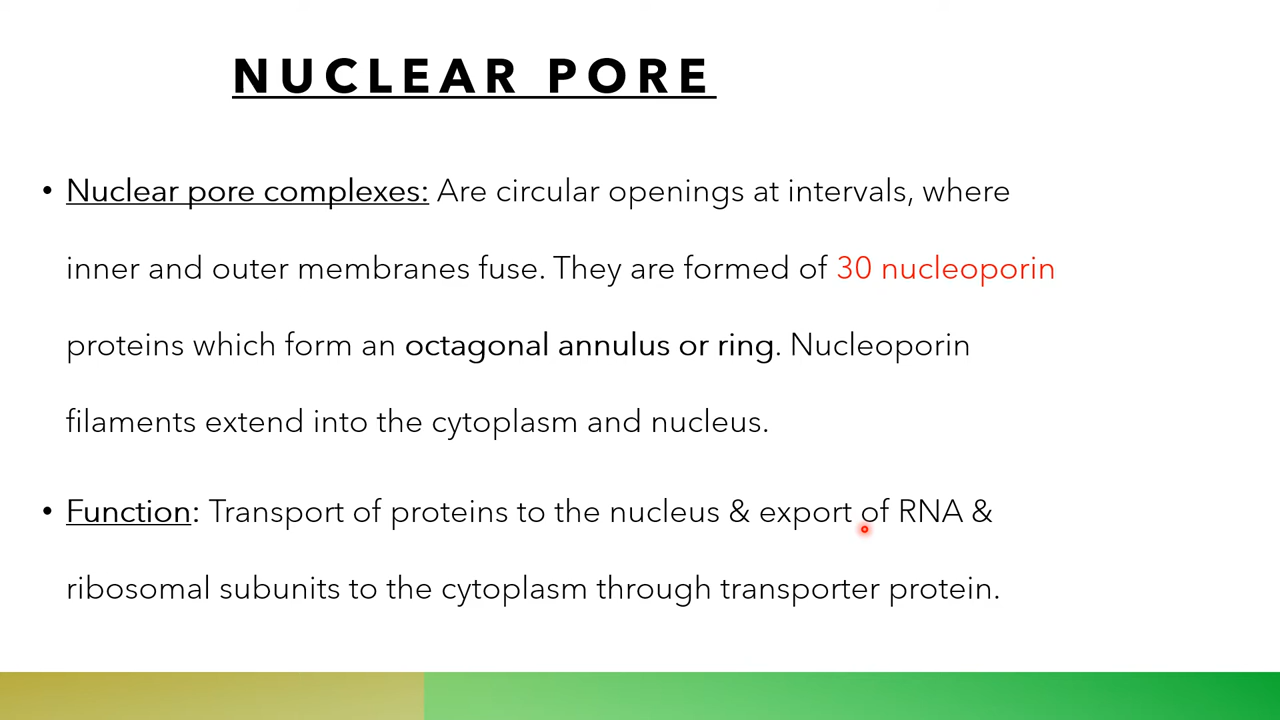 NUCLEAR PORE
• Nuclear pore complexes: Are circular openings at intervals, where
inner and outer membranes fuse. They are formed of 30 nucleoporin
proteins which form an octagonal annulus or ring. Nucleoporin
filaments extend into the cytoplasm and nucleus.
• Function: Transport of proteins to the nucleus & export of RNA &
ribosomal subunits to the cytoplasm through transporter protein.